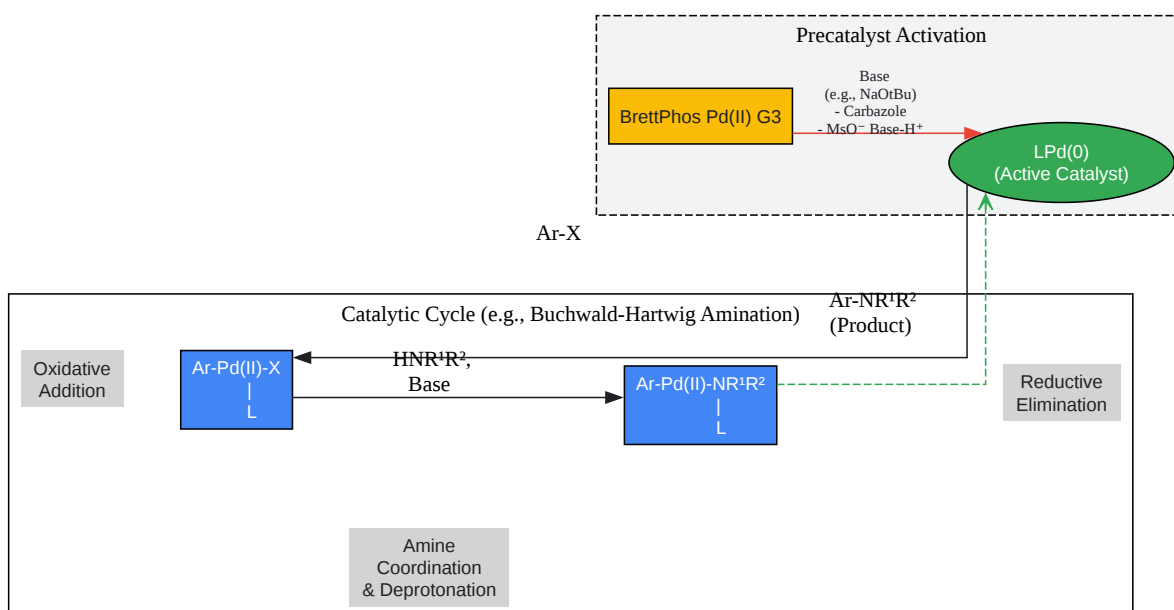 Precatalyst Activation
Base
(e.g., NaOtBu)
- Carbazole
- MsO⁻ Base-H⁺
BrettPhos Pd(II) G3
LPd(0)
(Active Catalyst)
Ar-X
Ar-NR¹R²
(Product)
Catalytic Cycle (e.g., Buchwald-Hartwig Amination)
Oxidative
Addition
Ar-Pd(II)-X
|
L
HNR¹R²,
Base
Ar-Pd(II)-NR¹R²
|
L
Reductive
Elimination
Amine
Coordination
& Deprotonation